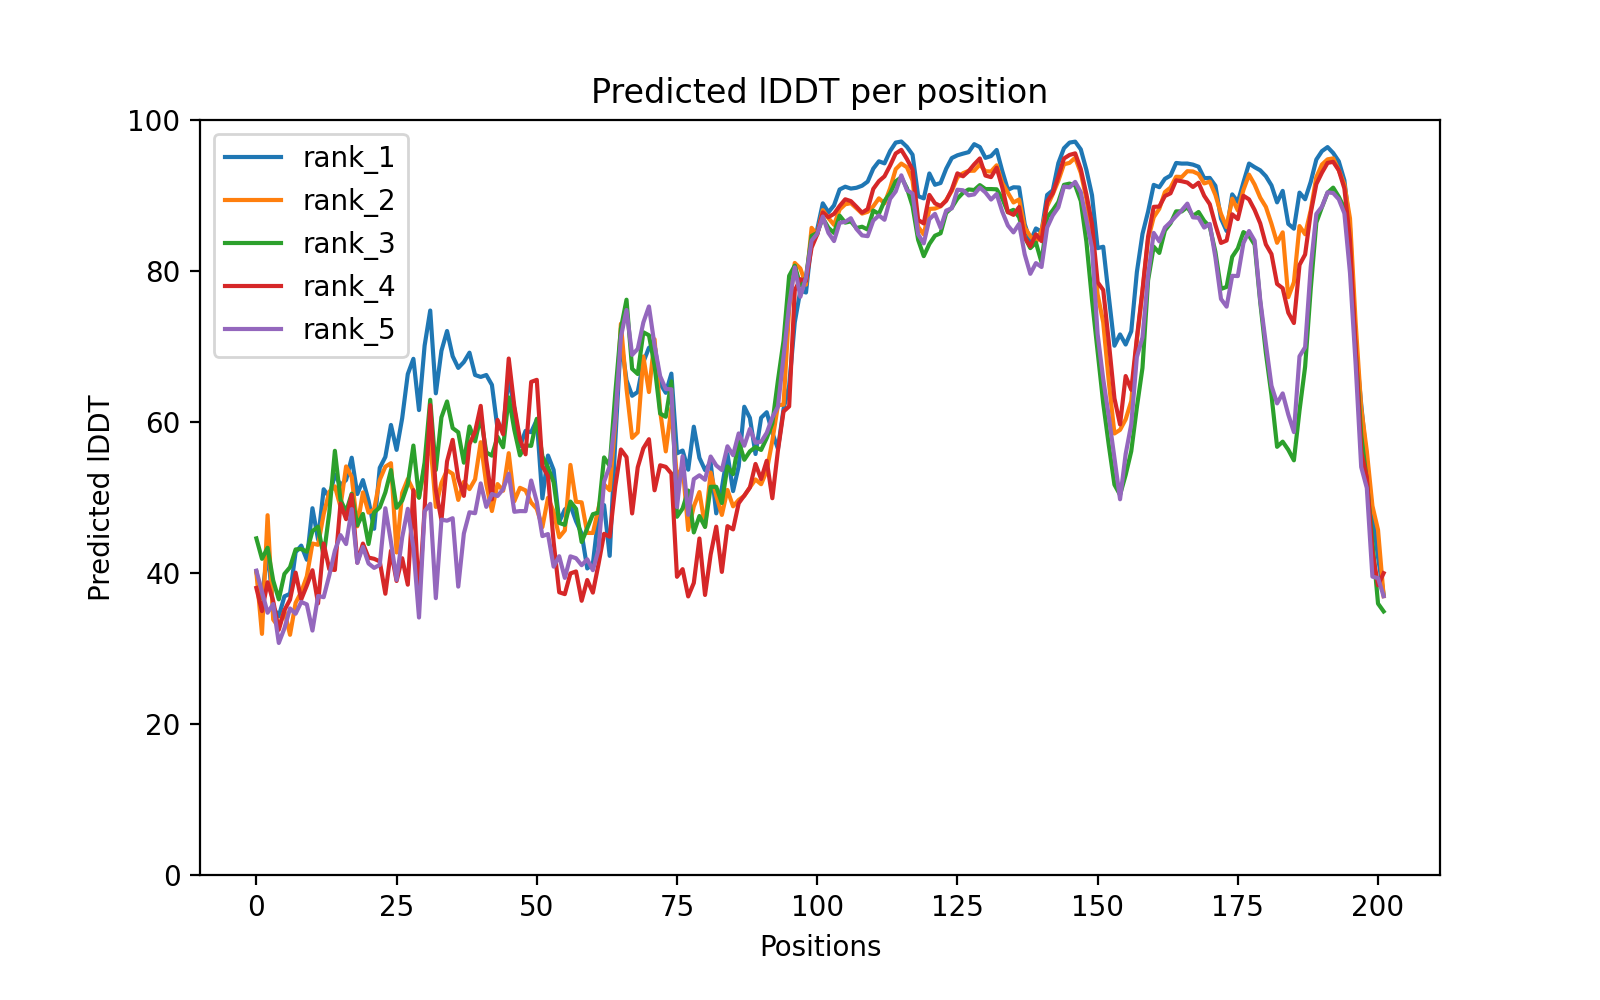 Predicted lDDT per position
100
80
60
40
20
0
Predicted lDDT
rank_1
rank_2
rank_3
rank_4
rank_5
0 25 50 75 100 125 150 175 200
Positions